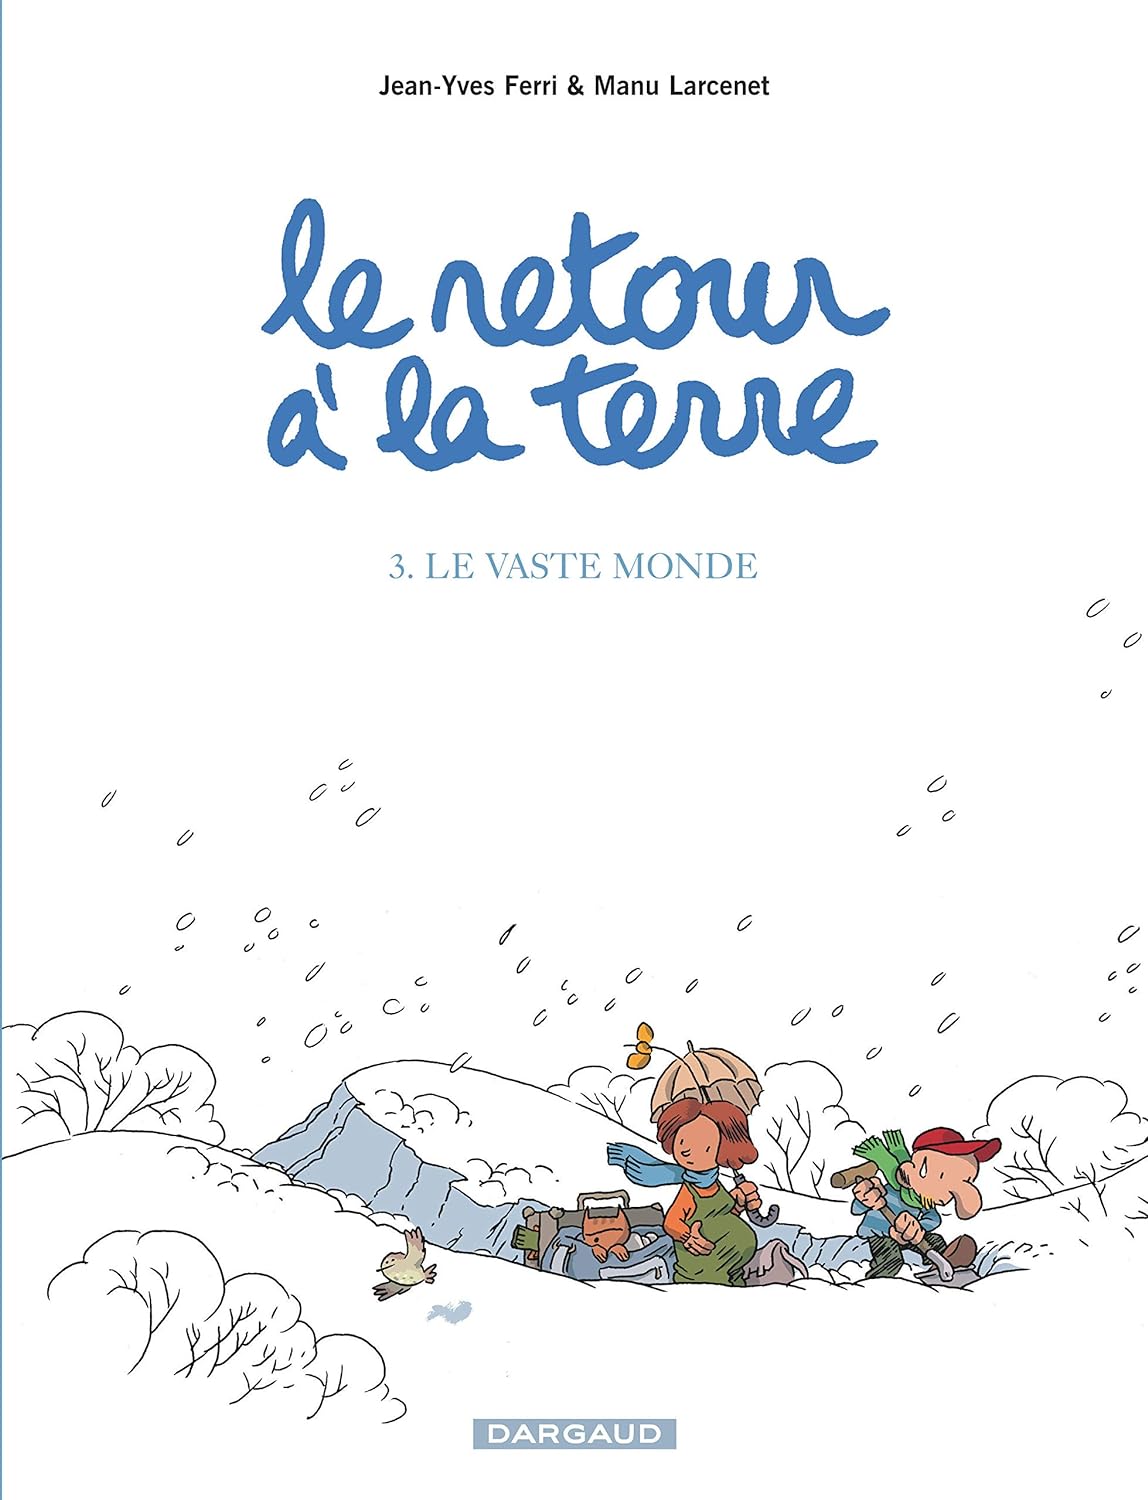 Jean-Yves Ferri & Manu Larcenet
le retour
à la terre
3. LE VASTE MONDE
DARGAUD